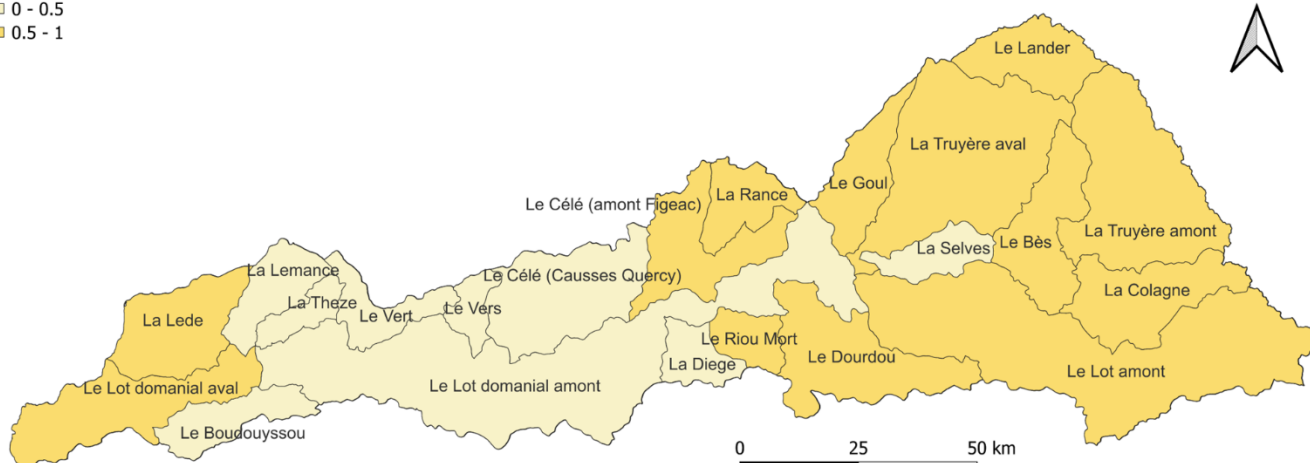 0 - 0.5
0.5 - 1
Le Lander
La Truyère aval
Le Goul
La Rance
Le Célé (amont Figeac)
La Truyère amont
Le Bès
La Selves
La Lemance
Le Célé (Causses Quercy)
La Colagne
La Theze
Le Vers
Le Vert
La Lede
Le Riou Mort
Le Dourdou
La Diege
Le Lot amont
Le Lot domanial aval
Le Lot domanial amont
Le Boudouyssou
0 25 50 km